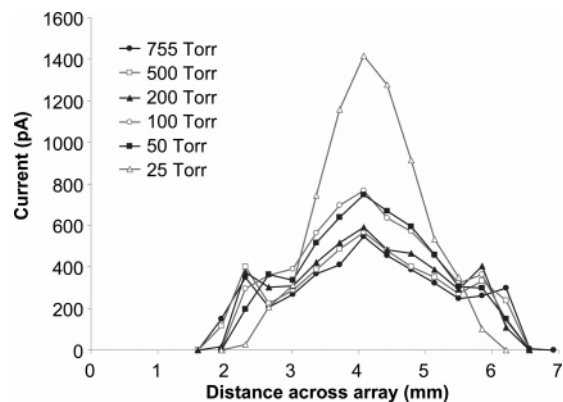 1600
1400
1200
1000
800
600
400
200
0
Current (pA)
755 Torr
500 Torr
200 Torr
100 Torr
50 Torr
25 Torr
0 1 2 3 4 5 6 7
Distance across array (mm)